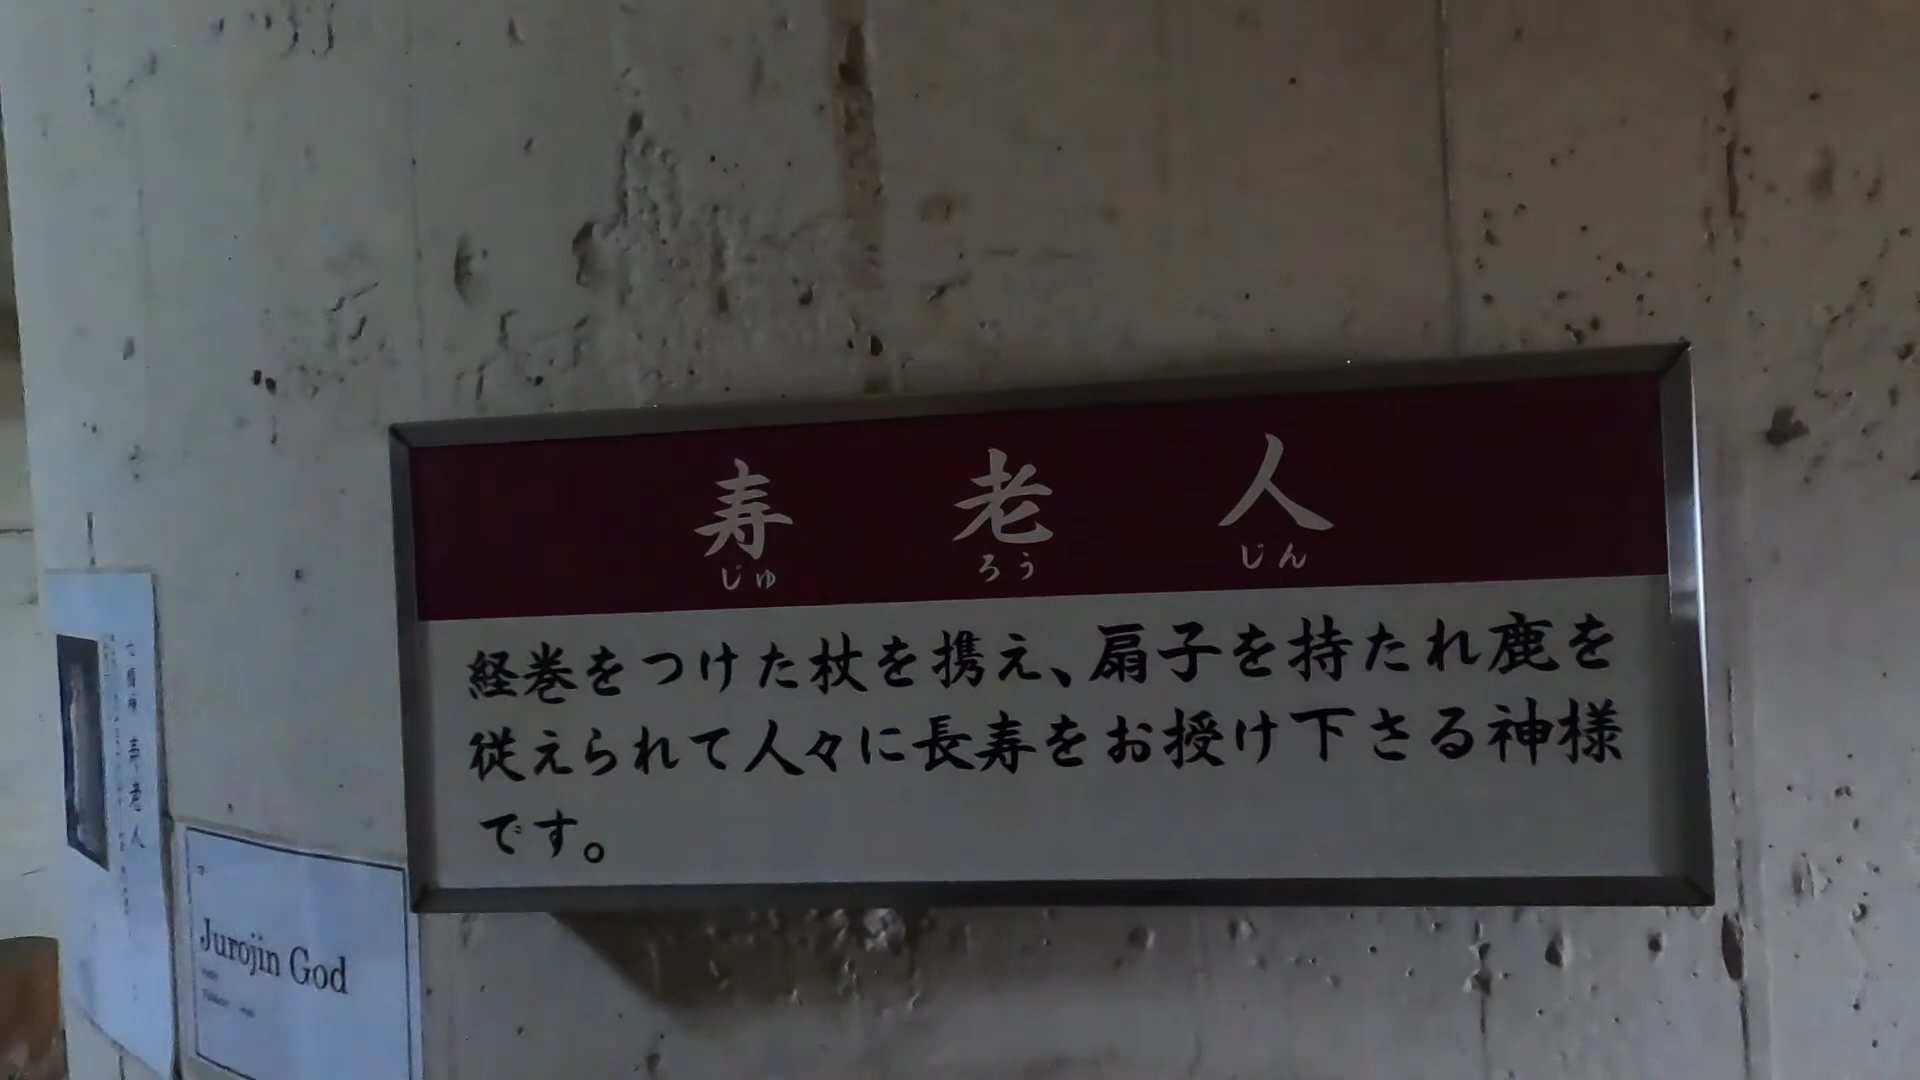 寿老人
じゅ ろう じん
経巻をつけた杖を携え、扇子を持たれ鹿を
従えられて人々に長寿をお授け下さる神様
です。
寿老人
Jurojin God